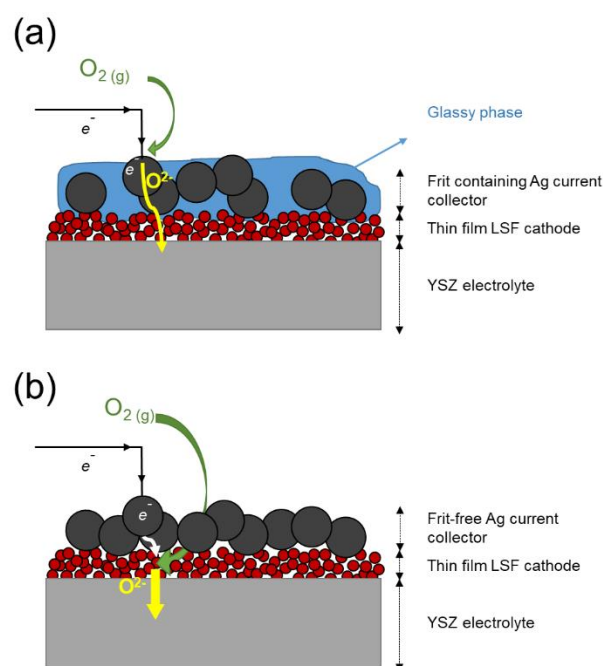 (a)
O2 (g)
e-
Glassy phase
e-
O2-
Frit containing Ag current
collector
Thin film LSF cathode
YSZ electrolyte
(b)
O2 (g)
e-
e-
Frit-free Ag current
collector
Thin film LSF cathode
O2-
YSZ electrolyte